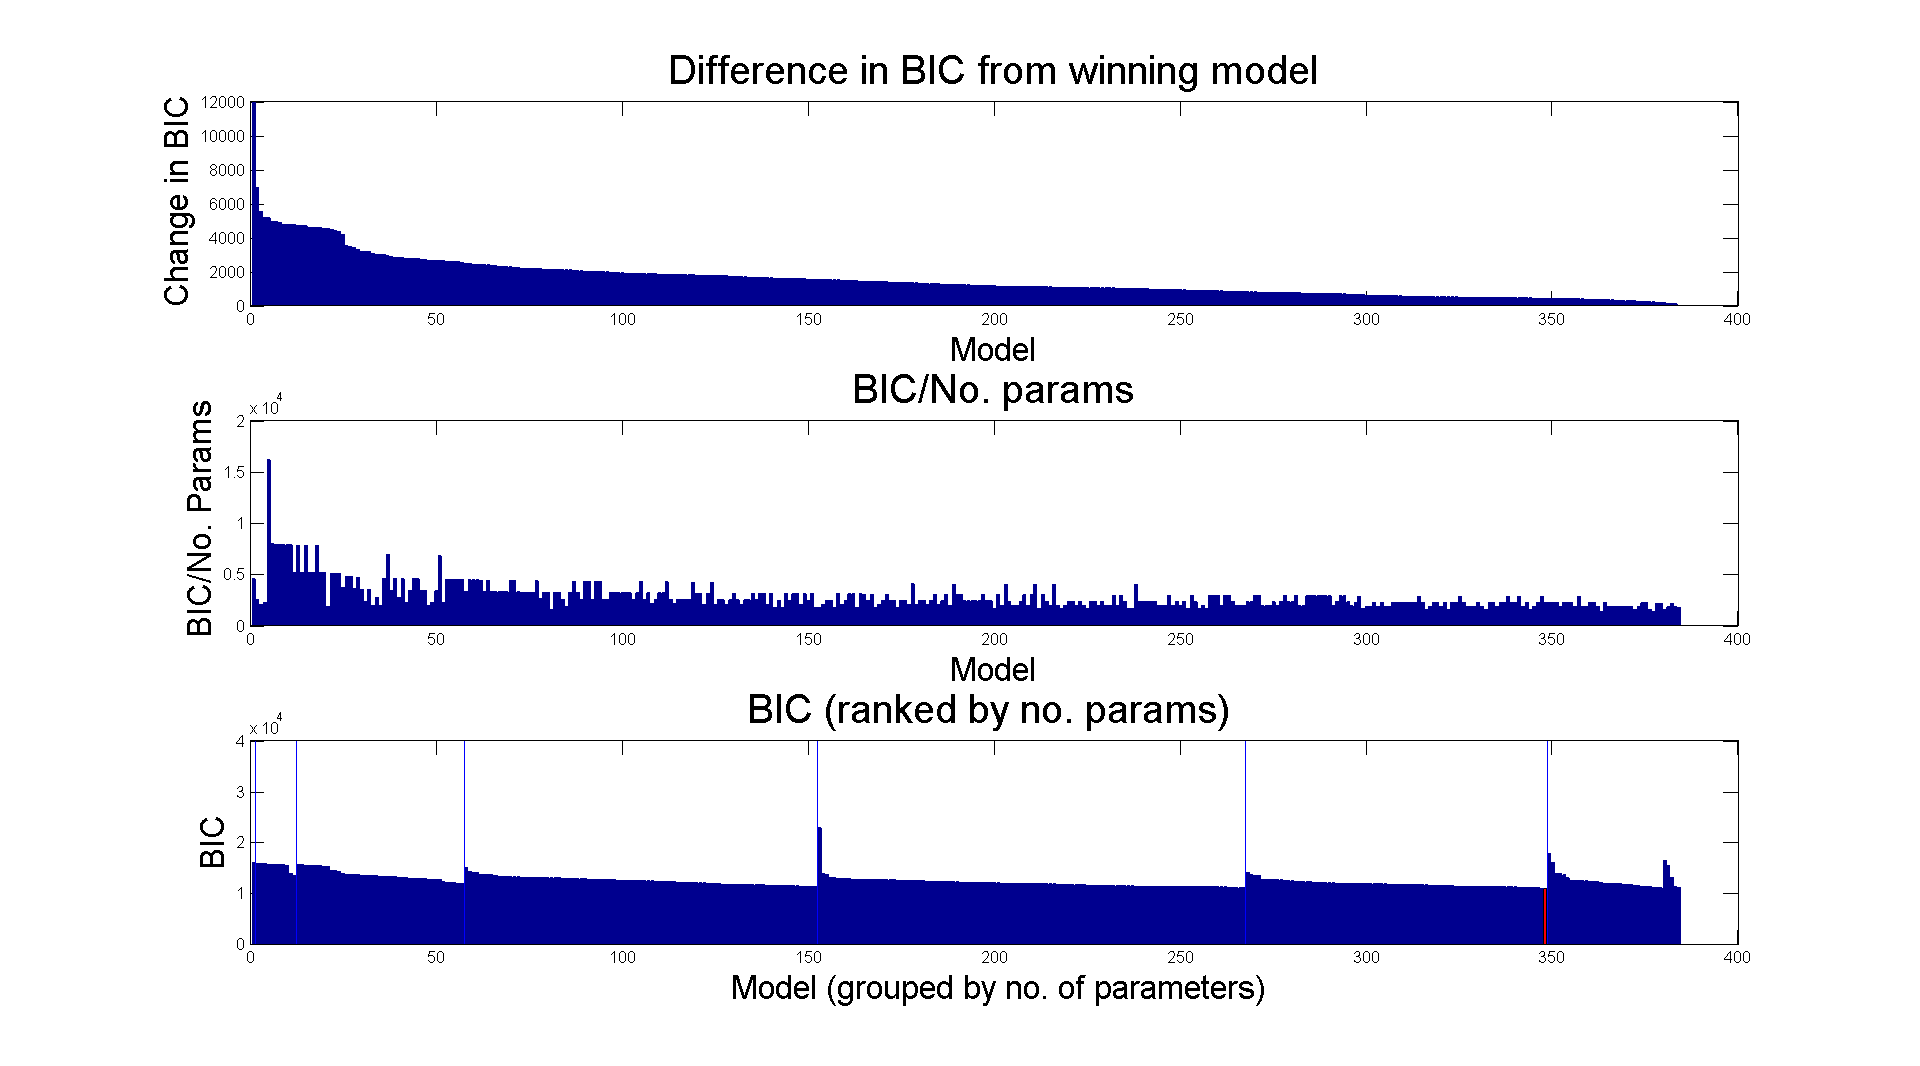 Difference in BIC from winning model
Change in BIC
12000
10000
8000
6000
4000
2000
0
0 50 100 150 200 250 300 350 400
Model
BIC/No. params
BIC/No. Params
x 10^4
2
1.5
1
0.5
0
0 50 100 150 200 250 300 350 400
Model
BIC (ranked by no. params)
BIC
x 10^4
4
3
2
1
0
0 50 100 150 200 250 300 350 400
Model (grouped by no. of parameters)